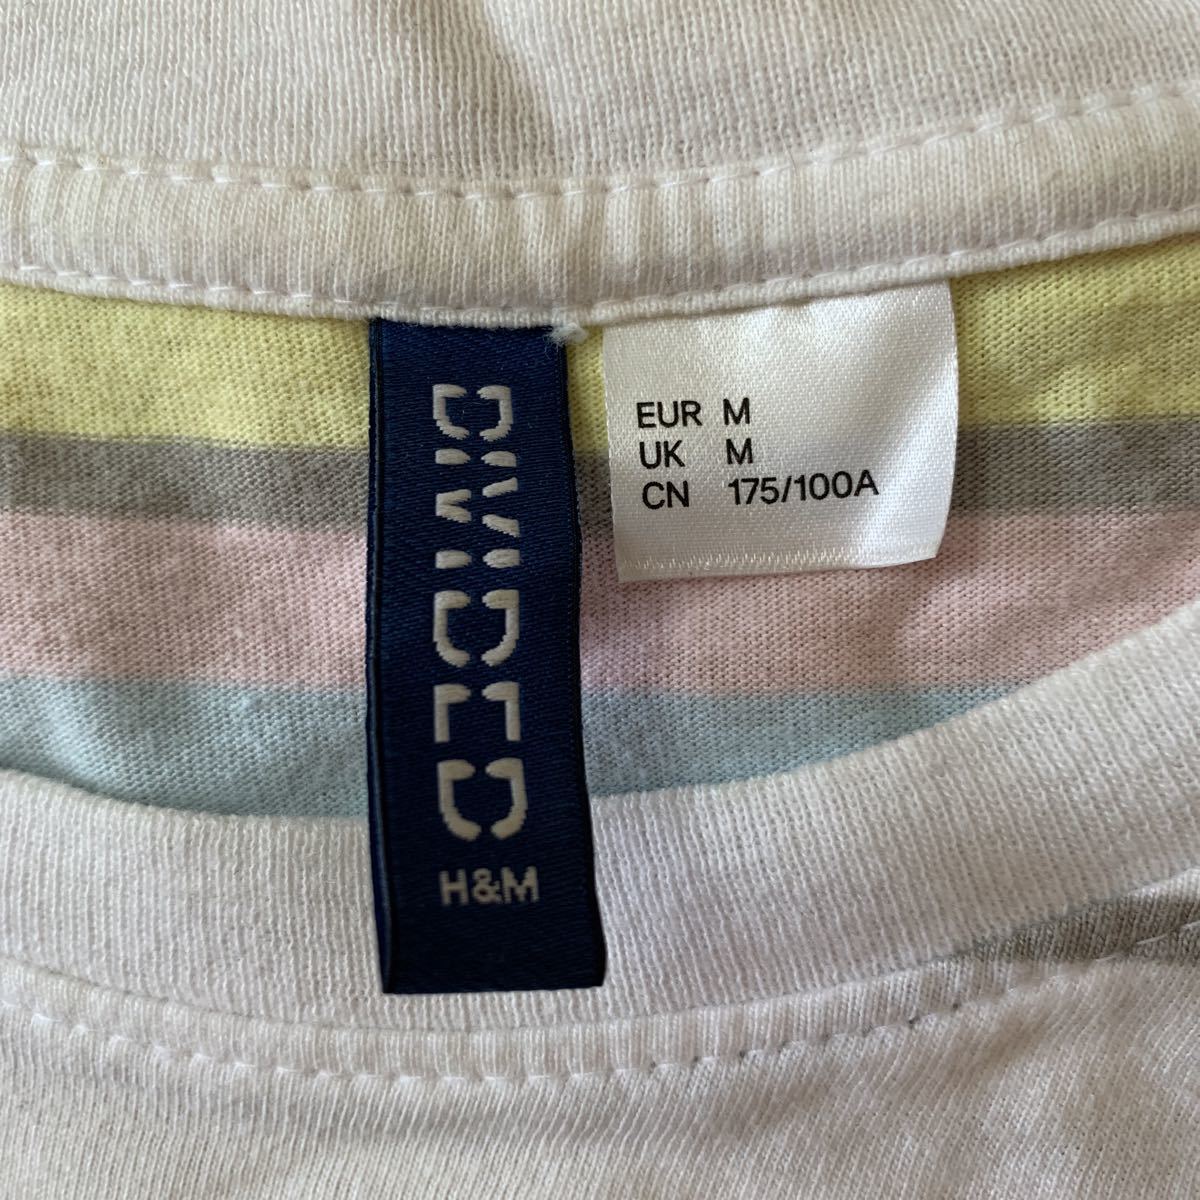 DIVIDED
H&M
EUR M
UK M
CN 175/100A